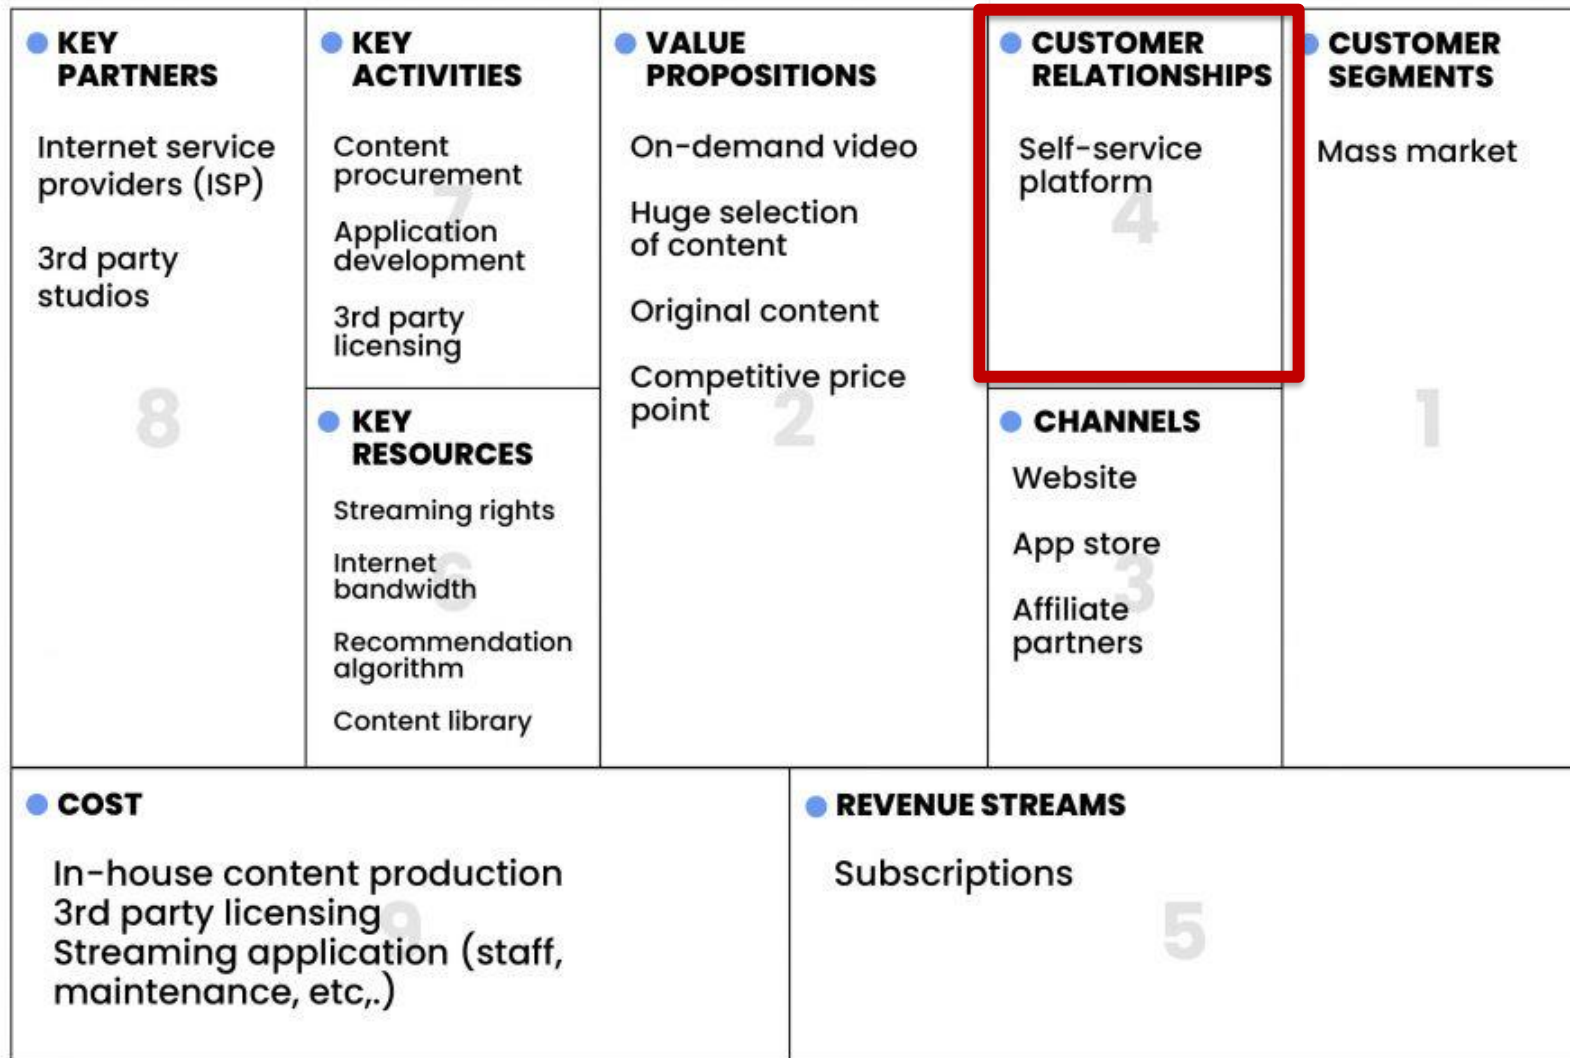 KEY
PARTNERS
Internet service
providers (ISP)
3rd party
studios
8
KEY
ACTIVITIES
Content
procurement
7
Application
development
3rd party
licensing
KEY
RESOURCES
Streaming rights
Internet
bandwidth
6
Recommendation
algorithm
Content library
VALUE
PROPOSITIONS
On-demand video
Huge selection
of content
Original content
Competitive price
point
2
CUSTOMER
RELATIONSHIPS
Self-service
platform
4
CHANNELS
Website
App store
3
Affiliate
partners
CUSTOMER
SEGMENTS
Mass market
1
COST
In-house content production
3rd party licensing
9
Streaming application (staff,
maintenance, etc,.)
REVENUE STREAMS
Subscriptions
5